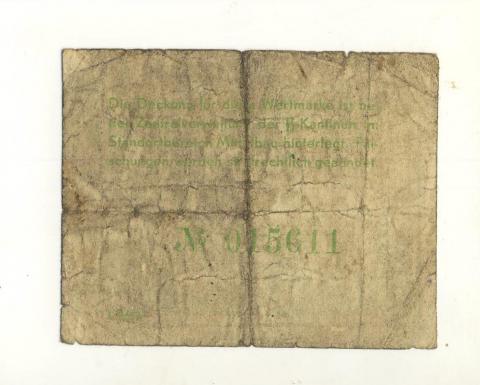 Die Deckung für diese Wertmarke ist bei
der Zentralverwaltung der ᛋᛋ-Kantinen im
Standortbereich hinterlegt. Fäl-
schungen werden strafrechtlich geahndet.
№ 015611